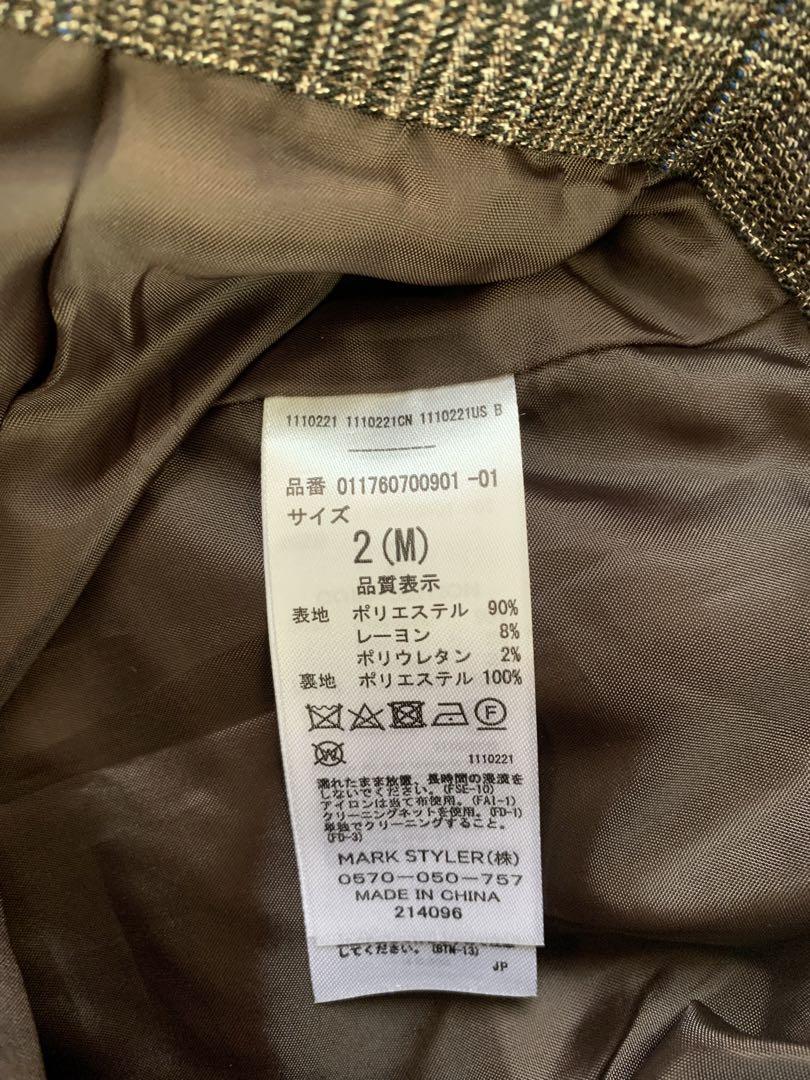 1110221 1110221CN 1110221US B
品番 011760700901 -01
サイズ
2(M)
品質表示
表地 ポリエステル 90%
レーヨン 8%
ポリウレタン 2%
裏地 ポリエステル 100%
F
W
1110221
濡れたまま放置、長時間の浸漬を
しないでください。(FSE-10)
アイロンは当て布使用。(FAI-1)
クリーニングネットを使用。(FD-1)
単独でクリーニングすること。
(FD-3)
MARK STYLER(株)
0570-050-757
MADE IN CHINA
214096
してください。(BTN-13)
JP